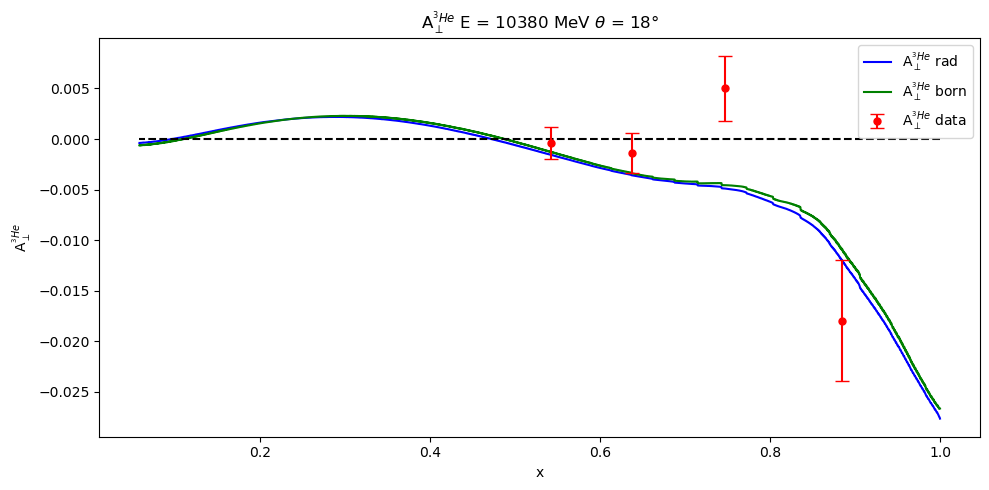 A⊥³ᴴᵉ E = 10380 MeV θ = 18°
A⊥³ᴴᵉ rad
A⊥³ᴴᵉ born
A⊥³ᴴᵉ data
0.005
0.000
−0.005
−0.010
−0.015
−0.020
−0.025
A⊥³ᴴᵉ
0.2 0.4 0.6 0.8 1.0
x